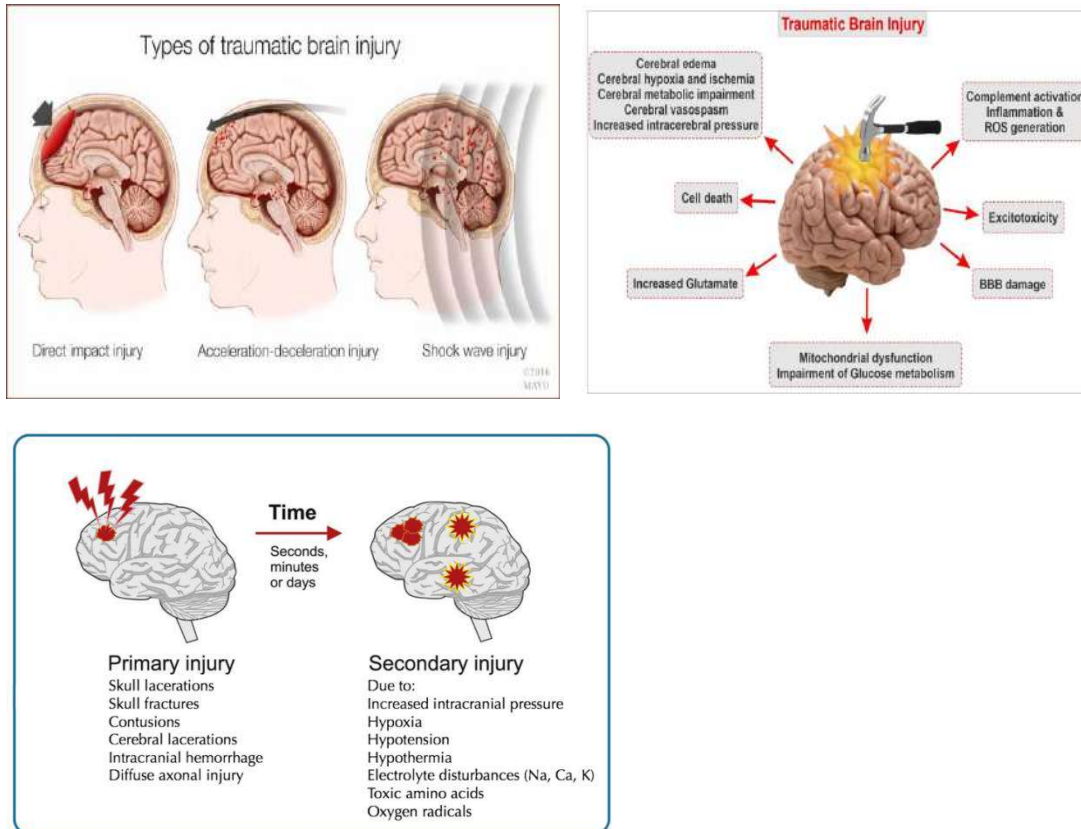 Types of traumatic brain injury
Direct impact injury
Acceleration-deceleration injury
Shock wave injury
©2016
MAYO
Traumatic Brain Injury
Cerebral edema
Cerebral hypoxia and ischemia
Cerebral metabolic impairment
Cerebral vasospasm
Increased intracerebral pressure
Complement activation
Inflammation &
ROS generation
Cell death
Excitotoxicity
Increased Glutamate
BBB damage
Mitochondrial dysfunction
Impairment of Glucose metabolism
Time
Seconds,
minutes
or days
Primary injury
Skull lacerations
Skull fractures
Contusions
Cerebral lacerations
Intracranial hemorrhage
Diffuse axonal injury
Secondary injury
Due to:
Increased intracranial pressure
Hypoxia
Hypotension
Hypothermia
Electrolyte disturbances (Na, Ca, K)
Toxic amino acids
Oxygen radicals